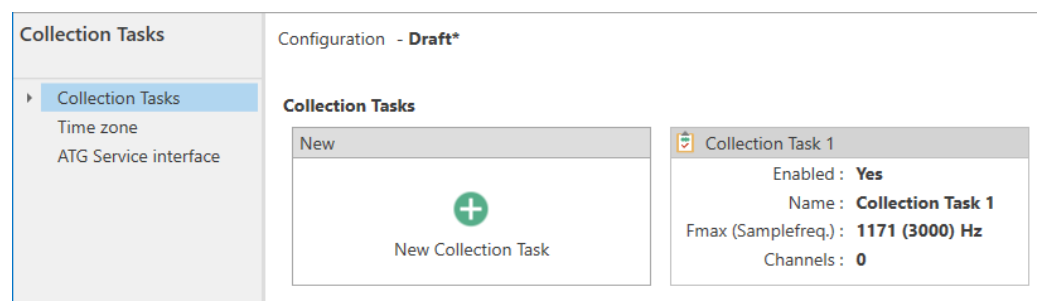 Collection Tasks
Configuration - Draft*
Collection Tasks
Time zone
ATG Service interface
Collection Tasks
New
New Collection Task
Collection Task 1
Enabled : Yes
Name : Collection Task 1
Fmax (Samplefreq.) : 1171 (3000) Hz
Channels : 0